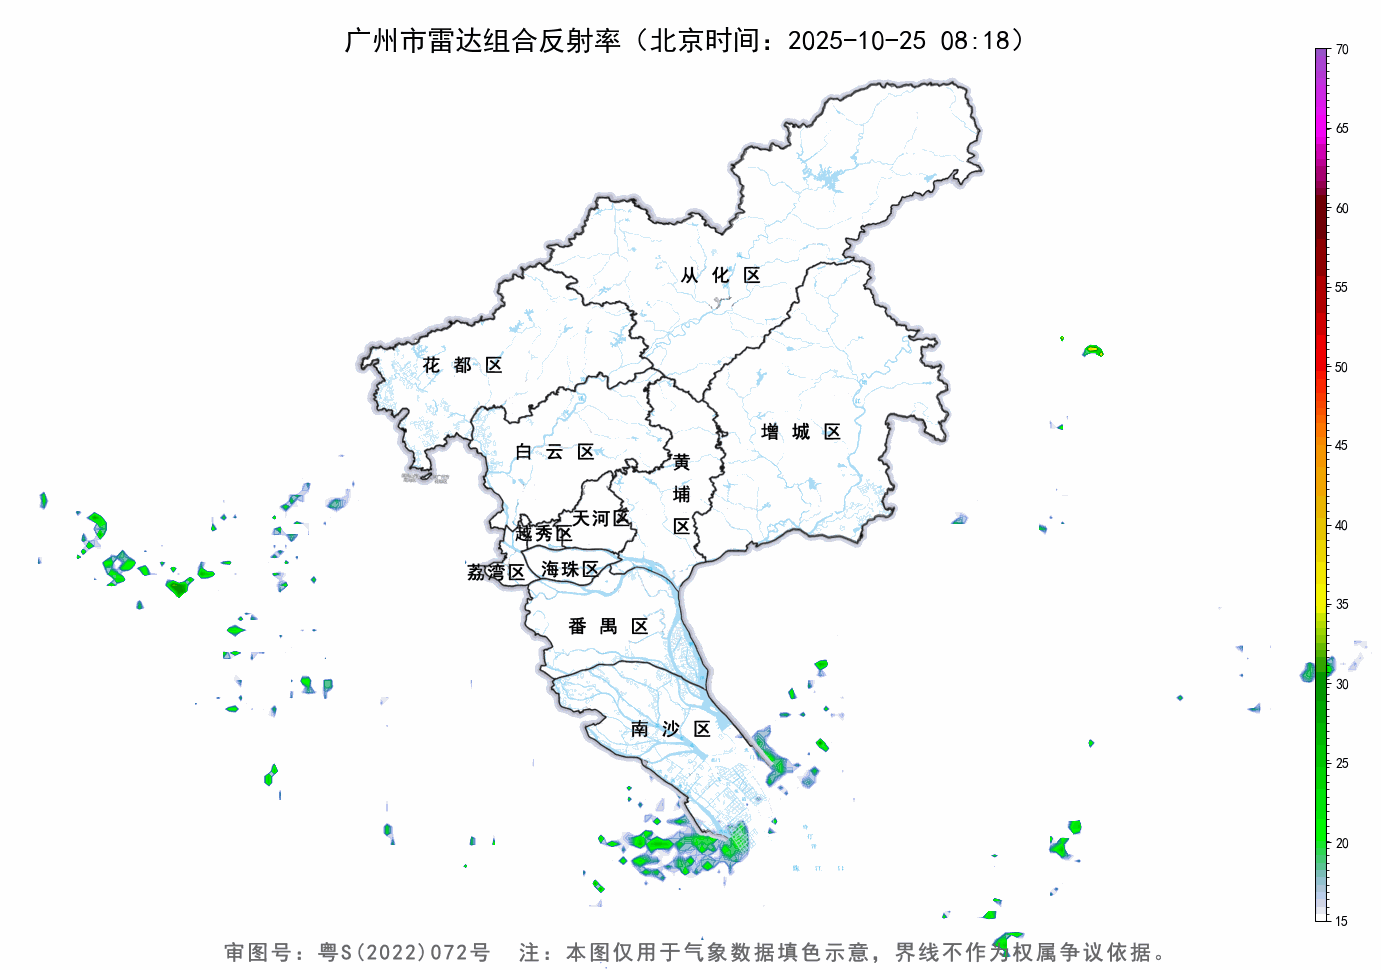 广州市雷达组合反射率（北京时间：2025-10-25 08:18）
70
65
60
55
50
45
40
35
30
25
20
15
从化区
花都区
增城区
白云区
黄埔区
天河区
越秀区
荔湾区
海珠区
番禺区
南沙区
审图号：粤S(2022)072号 注：本图仅用于气象数据填色示意，界线不作为权属争议依据。